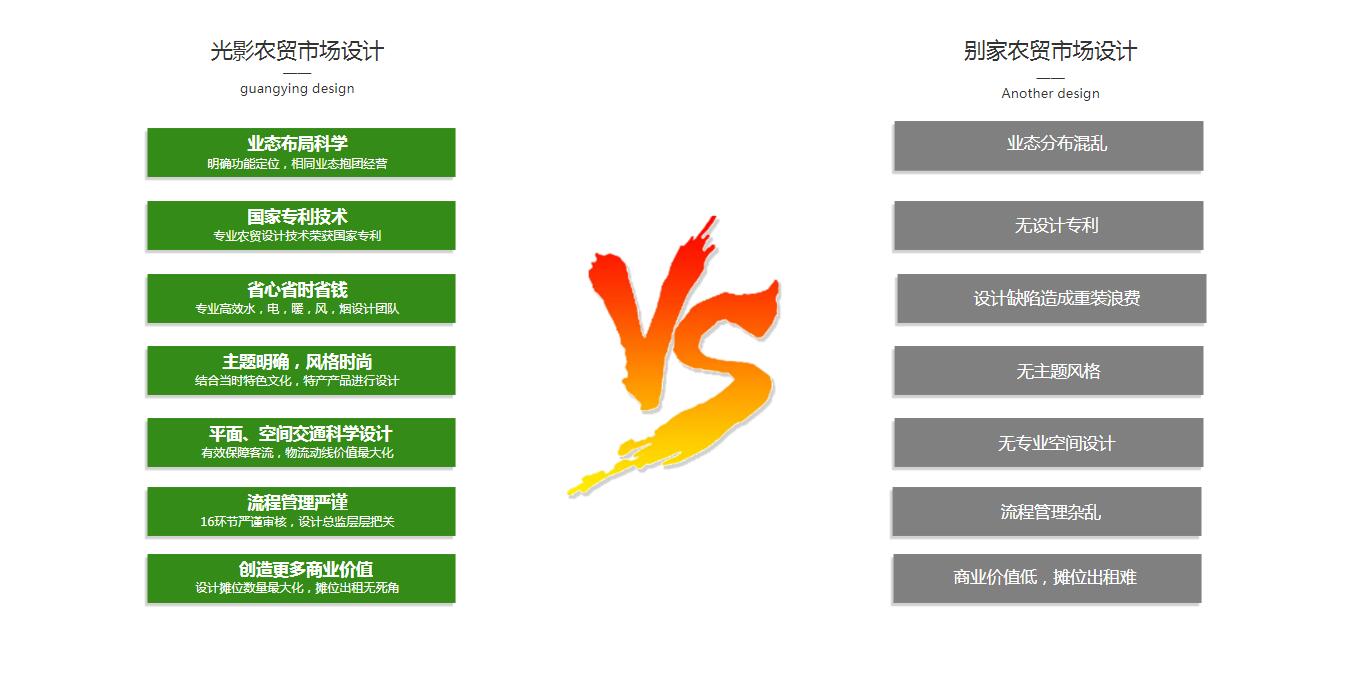 光影农贸市场设计
guangying design
业态布局科学
明确功能定位，相同业态抱团经营
国家专利技术
专业农贸设计技术荣获国家专利
省心省时省钱
专业高效水，电，暖，风，烟设计团队
主题明确，风格时尚
结合当时特色文化，特产产品进行设计
平面、空间交通科学设计
有效保障客流，物流动线价值最大化
流程管理严谨
16环节严谨审核，设计总监层层把关
创造更多商业价值
设计摊位数量最大化，摊位出租无死角
VS
别家农贸市场设计
Another design
业态分布混乱
无设计专利
设计缺陷造成重装浪费
无主题风格
无专业空间设计
流程管理杂乱
商业价值低，摊位出租难